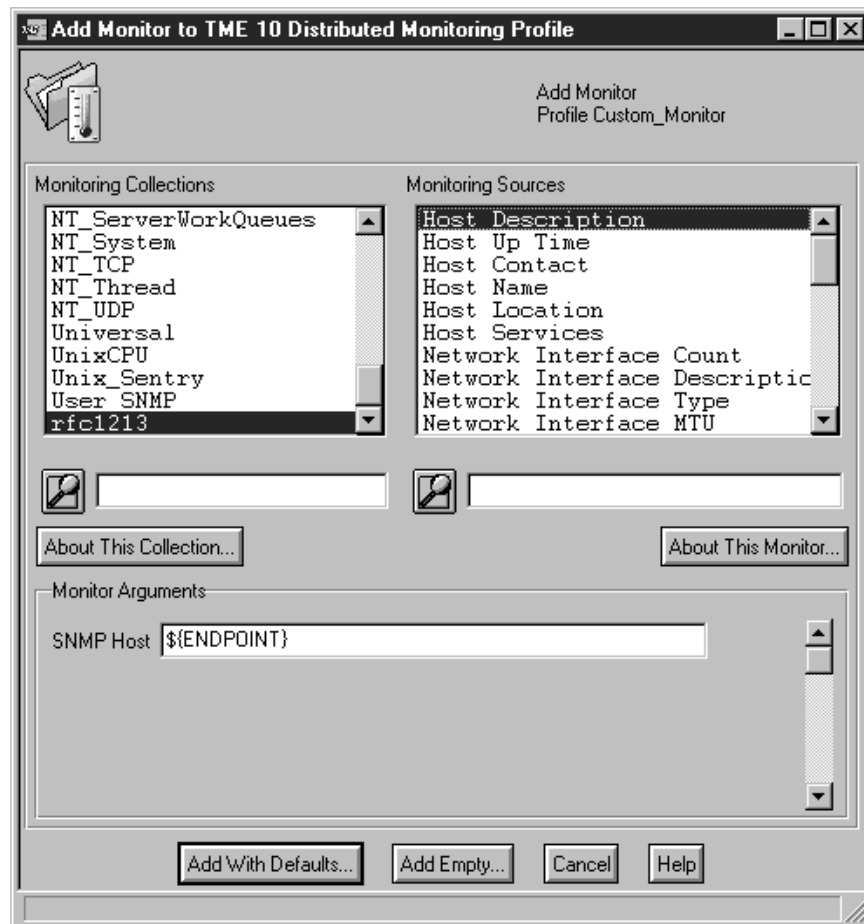 Add Monitor to TME 10 Distributed Monitoring Profile
Add Monitor
Profile Custom_Monitor
Monitoring Collections
NT_ServerWorkQueues
NT_System
NT_TCP
NT_Thread
NT_UDP
Universal
UnixCPU
Unix_Sentry
User SNMP
rfc1213
Monitoring Sources
Host Description
Host Up Time
Host Contact
Host Name
Host Location
Host Services
Network Interface Count
Network Interface Descriptic
Network Interface Type
Network Interface MTU
About This Collection...
About This Monitor...
Monitor Arguments
SNMP Host ${ENDPOINT}
Add With Defaults... Add Empty... Cancel Help